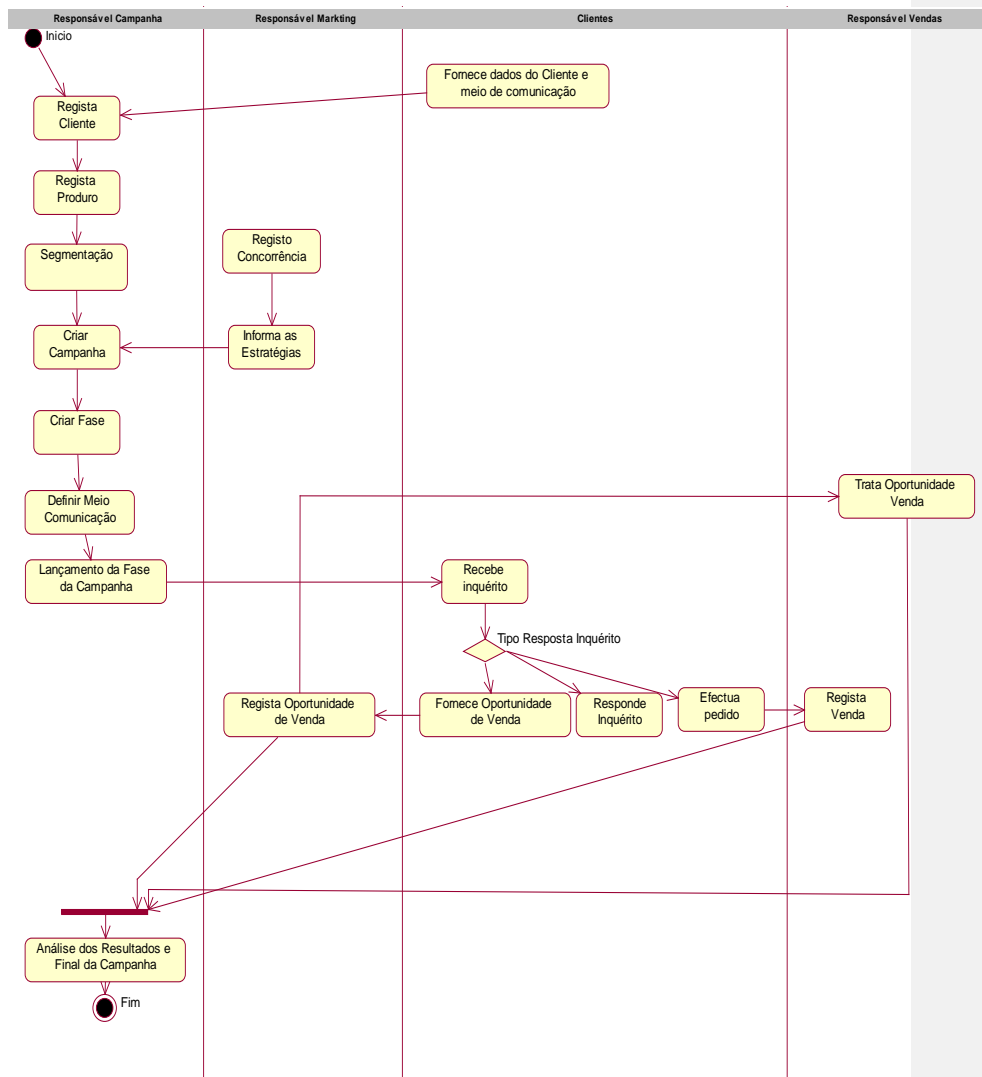 Responsável Campanha
Responsável Markting
Clientes
Responsável Vendas
Inicio
Fornece dados do Cliente e
meio de comunicação
Regista
Cliente
Regista
Produro
Segmentação
Registo
Concorrência
Criar
Campanha
Informa as
Estratégias
Criar Fase
Definir Meio
Comunicação
Trata Oportunidade
Venda
Lançamento da Fase
da Campanha
Recebe
inquérito
Tipo Resposta Inquérito
Regista Oportunidade
de Venda
Fornece Oportunidade
de Venda
Responde
Inquérito
Efectua
pedido
Regista
Venda
Análise dos Resultados e
Final da Campanha
Fim